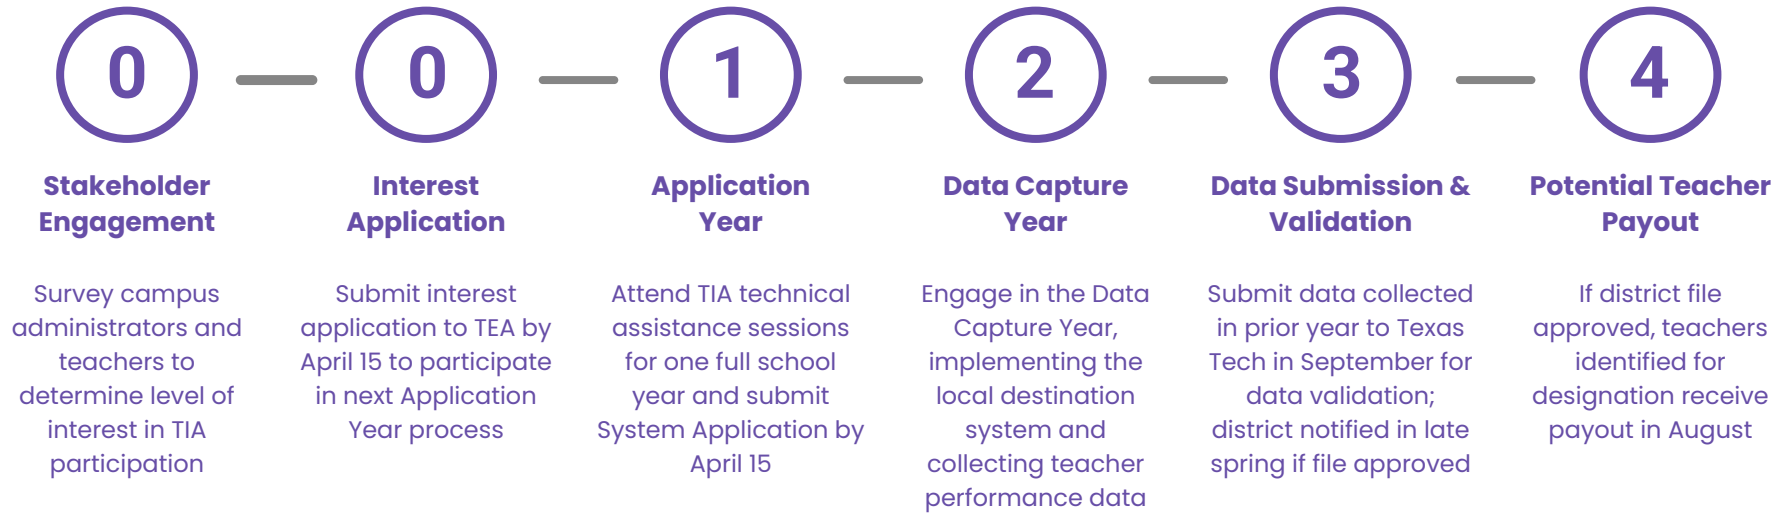 0
Stakeholder
Engagement
Survey campus
administrators and
teachers to
determine level of
interest in TIA
participation
0
Interest
Application
Submit interest
application to TEA by
April 15 to participate
in next Application
Year process
1
Application
Year
Attend TIA technical
assistance sessions
for one full school
year and submit
System Application by
April 15
2
Data Capture
Year
Engage in the Data
Capture Year,
implementing the
local destination
system and
collecting teacher
performance data
3
Data Submission &
Validation
Submit data collected
in prior year to Texas
Tech in September for
data validation;
district notified in late
spring if file approved
4
Potential Teacher
Payout
If district file
approved, teachers
identified for
designation receive
payout in August